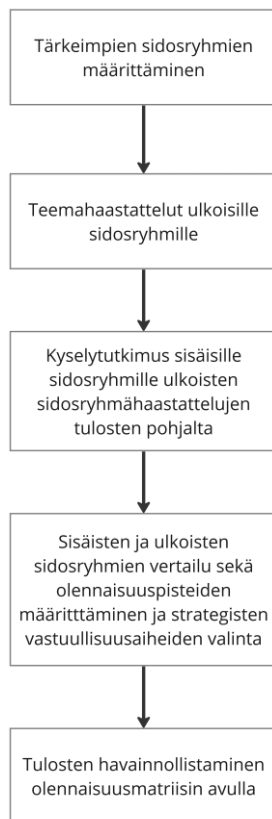 Tärkeimpien sidosryhmien
määrittäminen
Teemahaastattelut ulkoisille
sidosryhmille
Kyselytutkimus sisäisille
sidosryhmille ulkoisten
sidosryhmähaastattelujen
tulosten pohjalta
Sisäisten ja ulkoisten
sidosryhmien vertailu sekä
olennaisuuspisteiden
määritttäminen ja strategisten
vastuullisuusaiheiden valinta
Tulosten havainnollistaminen
olennaisuusmatriisin avulla